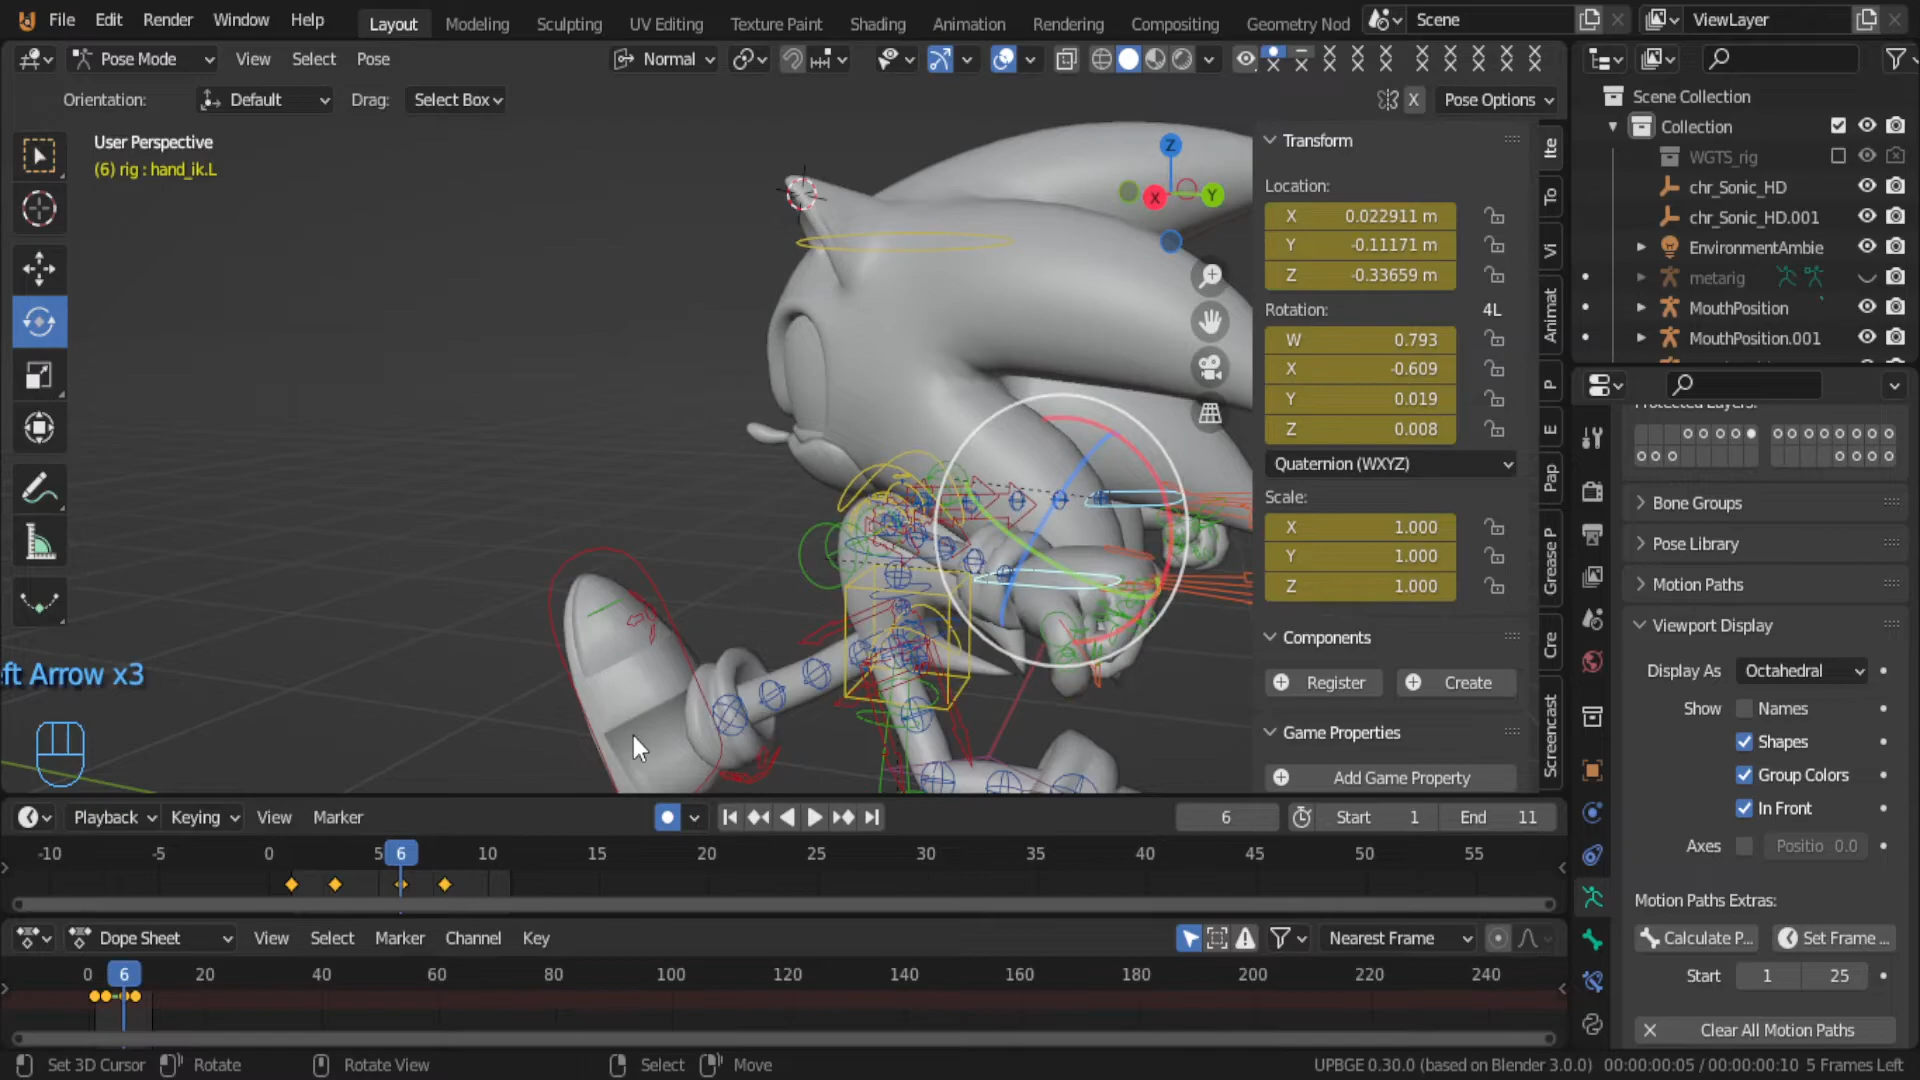 File Edit Render Window Help Layout Modeling Sculpting UV Editing Texture Paint Shading Animation Rendering Compositing Geometry Nod Scene ViewLayer
Pose Mode View Select Pose Normal
Orientation: Default Drag: Select Box X Pose Options
User Perspective
(6) rig : hand_ik.L
Z
X
Y
ft Arrow x3
Transform
Location:
X 0.022911 m
Y -0.11171 m
Z -0.33659 m
Rotation: 4L
W 0.793
X -0.609
Y 0.019
Z 0.008
Quaternion (WXYZ)
Scale:
X 1.000
Y 1.000
Z 1.000
Components
Register Create
Game Properties
Add Game Property
Ite
To
Vi
Animat
P
E
Pap
Grease P
Cre
Screencast
Scene Collection
Collection
WGTS_rig
chr_Sonic_HD
chr_Sonic_HD.001
EnvironmentAmbie
metarig
MouthPosition
MouthPosition.001
Protected Layers:
Bone Groups
Pose Library
Motion Paths
Viewport Display
Display As Octahedral
Show Names
Shapes
Group Colors
In Front
Axes Positio 0.0
Motion Paths Extras:
Calculate P... Set Frame ...
Start 1 25
Clear All Motion Paths
Playback Keying View Marker 6 Start 1 End 11
-10 -5 0 5 6 10 15 20 25 30 35 40 45 50 55
Dope Sheet View Select Marker Channel Key Nearest Frame
0 6 20 40 60 80 100 120 140 160 180 200 220 240
Set 3D Cursor Rotate Rotate View Select Move UPBGE 0.30.0 (based on Blender 3.0.0) 00:00:00:05 / 00:00:00:10 5 Frames Left